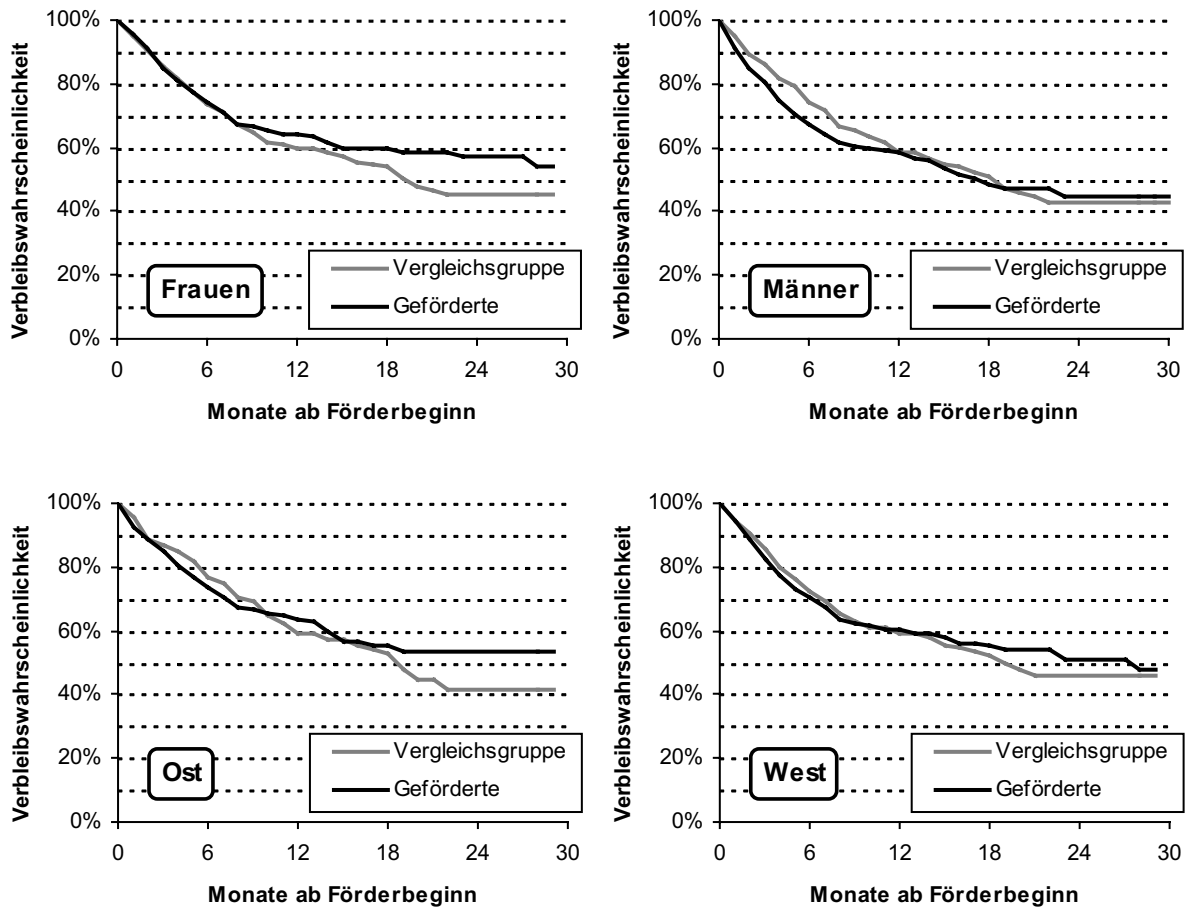 Verbleibswahrscheinlichkeit
100%
80%
60%
40%
20%
0%
Frauen
Vergleichsgruppe
Geförderte
0 6 12 18 24 30
Monate ab Förderbeginn
Verbleibswahrscheinlichkeit
100%
80%
60%
40%
20%
0%
Männer
Vergleichsgruppe
Geförderte
0 6 12 18 24 30
Monate ab Förderbeginn
Verbleibswahrscheinlichkeit
100%
80%
60%
40%
20%
0%
Ost
Vergleichsgruppe
Geförderte
0 6 12 18 24 30
Monate ab Förderbeginn
Verbleibswahrscheinlichkeit
100%
80%
60%
40%
20%
0%
West
Vergleichsgruppe
Geförderte
0 6 12 18 24 30
Monate ab Förderbeginn